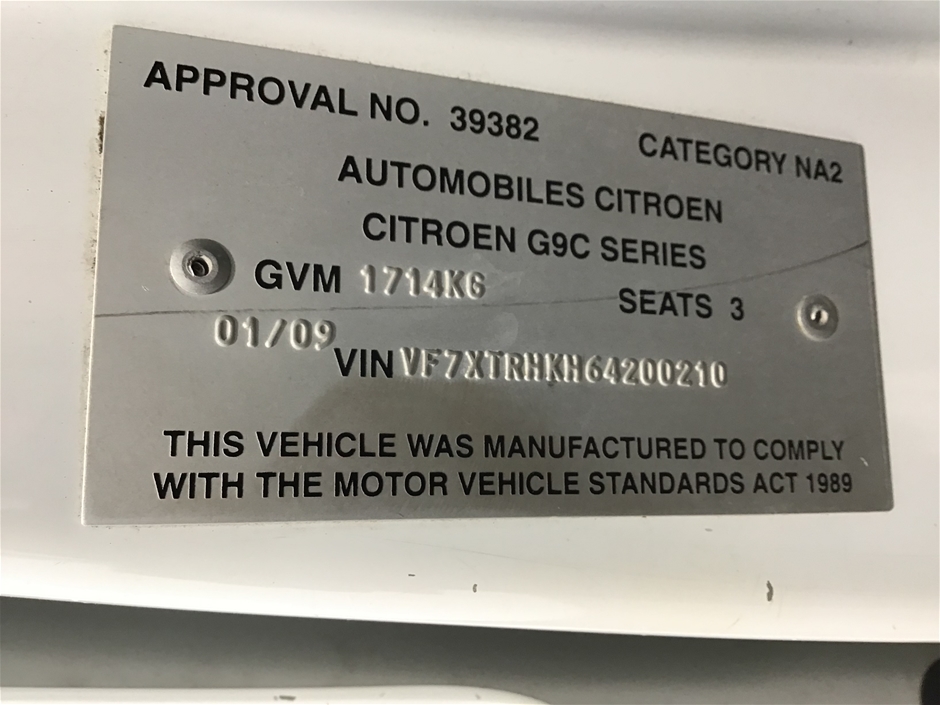 APPROVAL NO. 39382 CATEGORY NA2
AUTOMOBILES CITROEN
CITROEN G9C SERIES
GVM 1714KG SEATS 3
01/09
VIN VF7XTRHKH64200210
THIS VEHICLE WAS MANUFACTURED TO COMPLY
WITH THE MOTOR VEHICLE STANDARDS ACT 1989